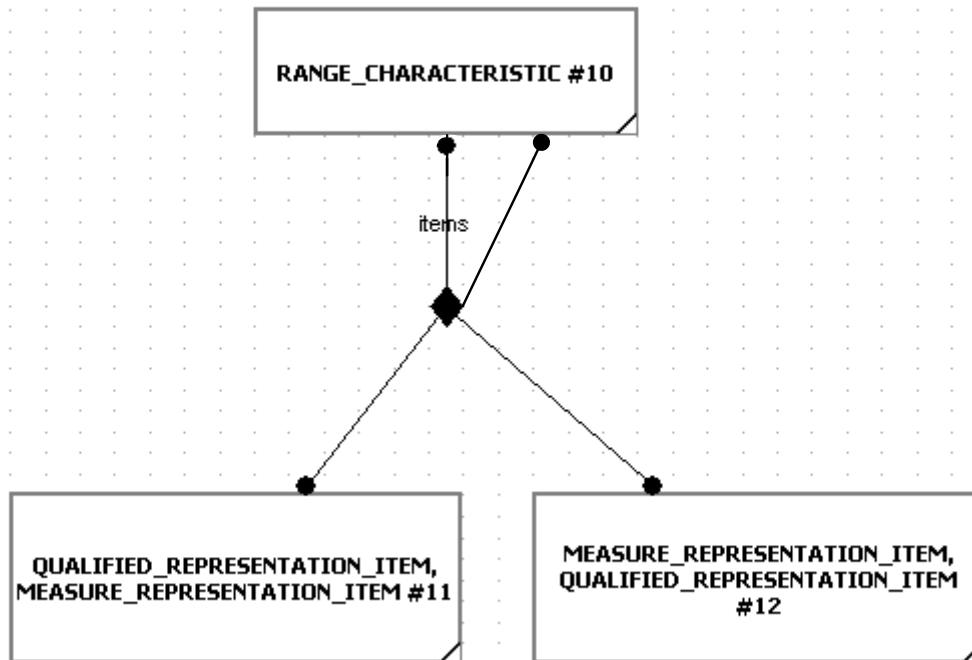 RANGE_CHARACTERISTIC #10
items
QUALIFIED_REPRESENTATION_ITEM,
MEASURE_REPRESENTATION_ITEM #11
MEASURE_REPRESENTATION_ITEM,
QUALIFIED_REPRESENTATION_ITEM
#12